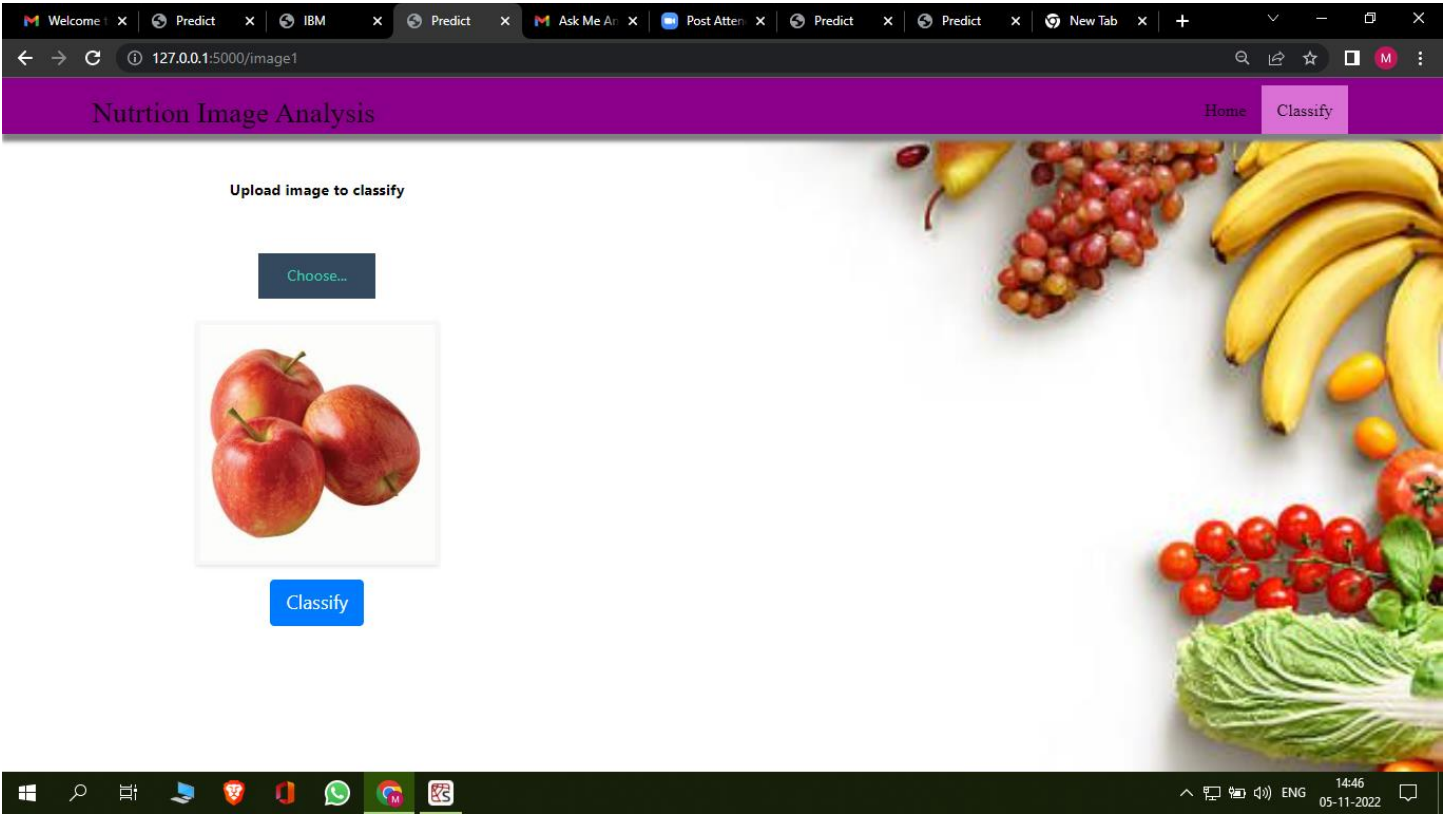 Welcome t
Predict
IBM
Predict
Ask Me An
Post Atten
Predict
Predict
New Tab
127.0.0.1:5000/image1
M
Nutrtion Image Analysis
Home
Classify
Upload image to classify
Choose...
Classify
ENG
14:46
05-11-2022